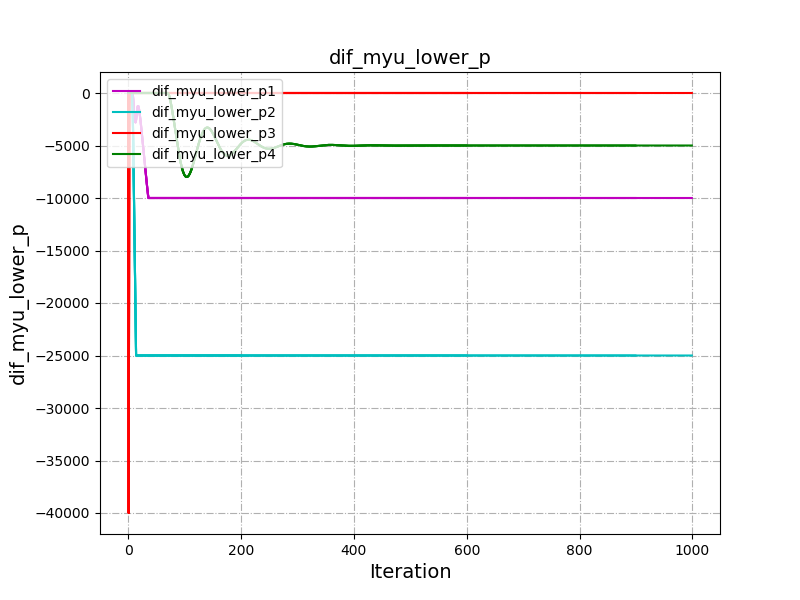 dif_myu_lower_p
dif_myu_lower_p1
dif_myu_lower_p2
dif_myu_lower_p3
dif_myu_lower_p4
0
−5000
−10000
−15000
−20000
−25000
−30000
−35000
−40000
dif_myu_lower_p
0 200 400 600 800 1000
Iteration